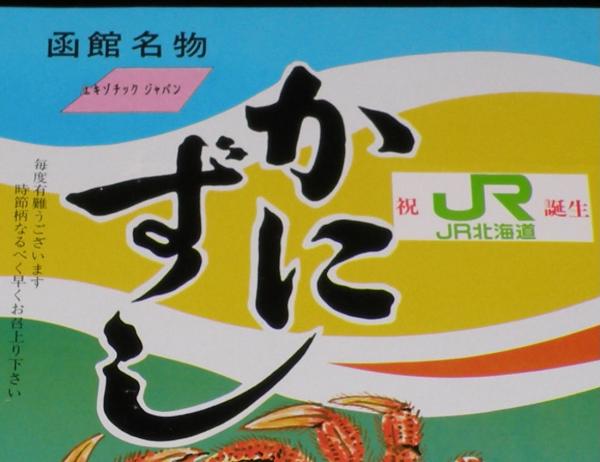 函館名物
エキゾチック ジャパン
かに
ずし
祝
JR
JR北海道
誕生
毎度有難うございます
時節柄なるべく早くお召上り下さい